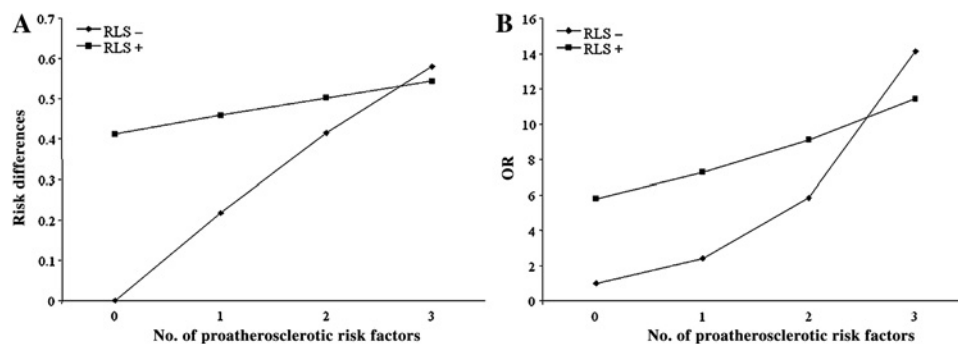 A
RLS –
RLS +
Risk differences
0.7
0.6
0.5
0.4
0.3
0.2
0.1
0
0 1 2 3
No. of proatherosclerotic risk factors
B
RLS –
RLS +
OR
16
14
12
10
8
6
4
2
0
0 1 2 3
No. of proatherosclerotic risk factors